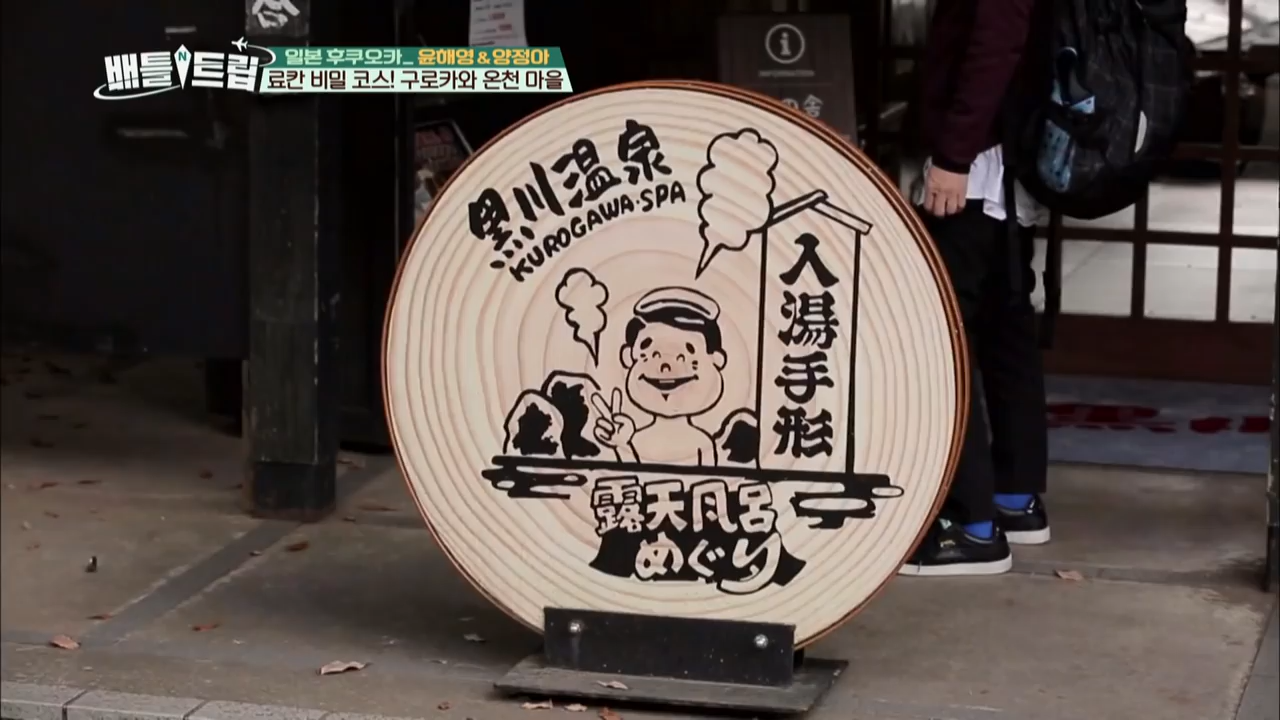 배틀트립
일본 후쿠오카_ 윤해영 & 양정아
료칸 비밀 코스! 구로카와 온천 마을
黒川温泉
KUROGAWA·SPA
入湯手形
露天風呂
めぐり
INFORMATION